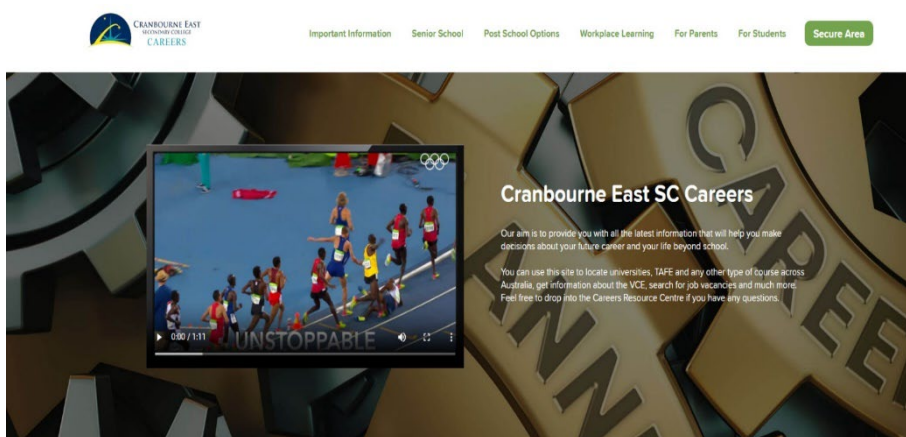 CRANBOURNE EAST
SECONDARY COLLEGE
CAREERS
Important Information Senior School Post School Options Workplace Learning For Parents For Students Secure Area
Cranbourne East SC Careers
Our aim is to provide you with all the latest information that will help you make
decisions about your future career and your life beyond school.
You can use this site to locate universities, TAFE and any other type of course across
Australia, get information about the VCE, search for job vacancies and much more.
Feel free to drop into the Careers Resource Centre if you have any questions.
UNSTOPPABLE
0:00 / 1:11
CAREE
ANN